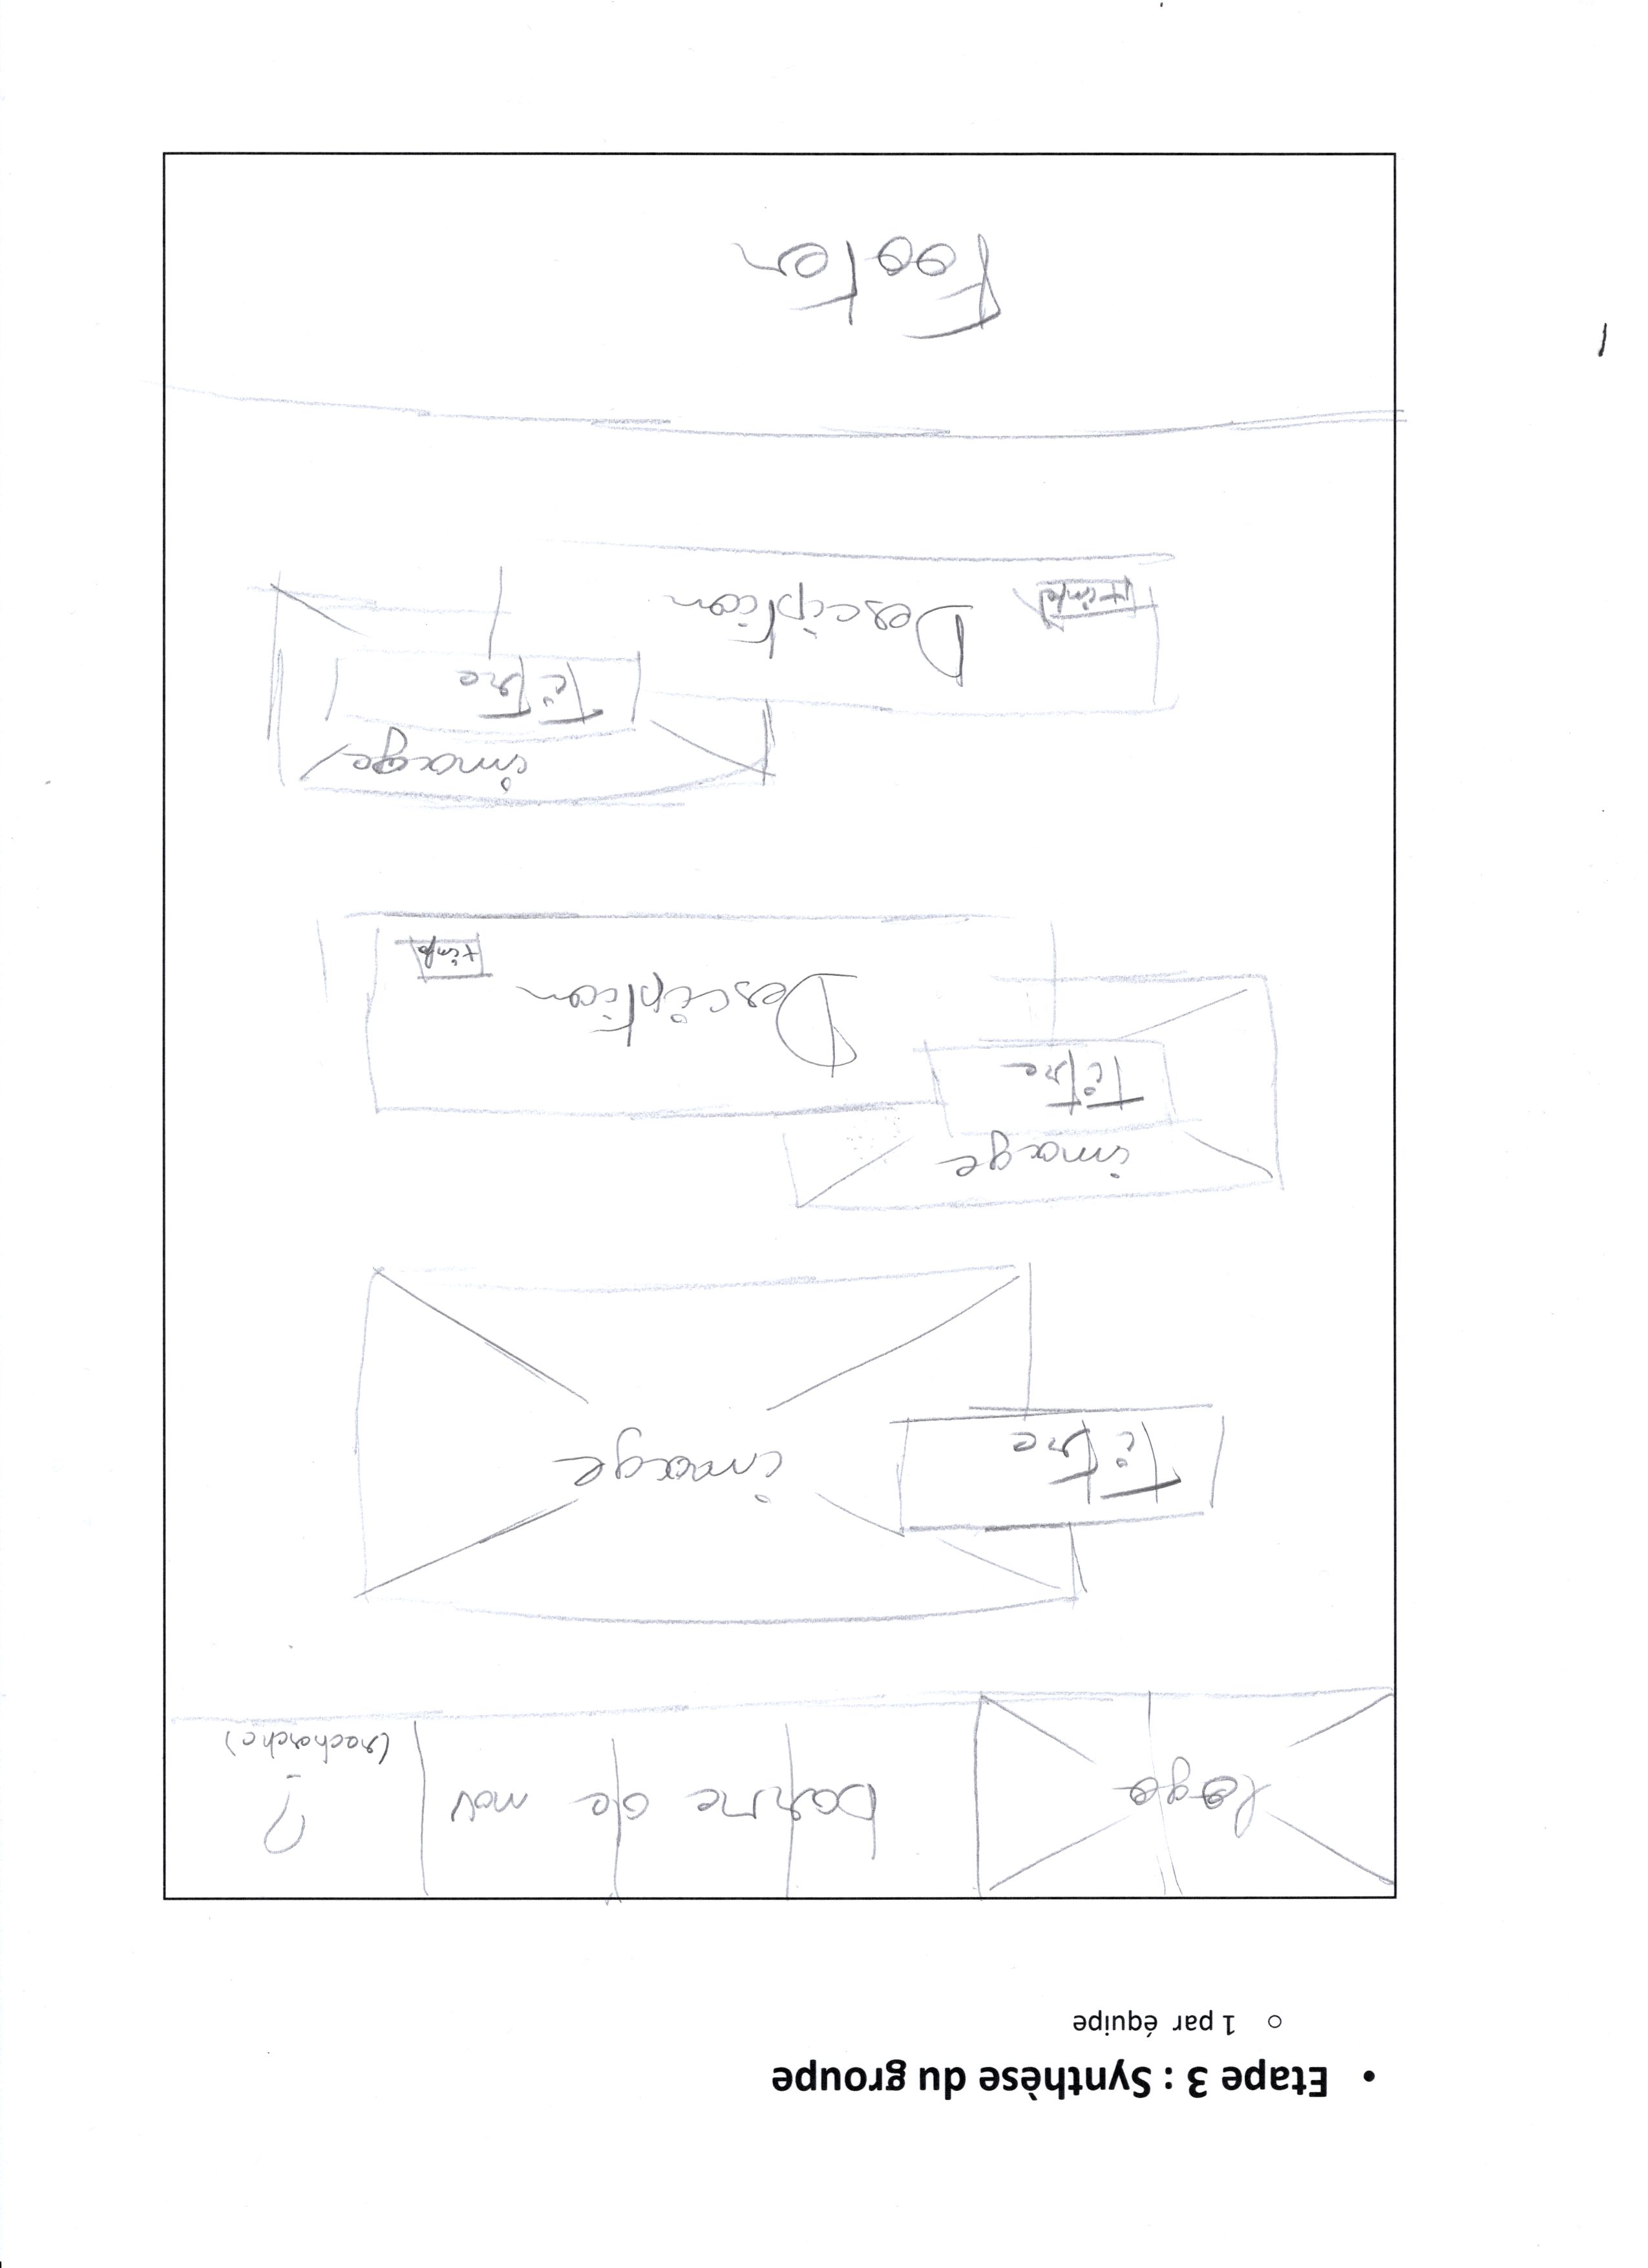 Etape 3 : Synthèse du groupe
1 par équipe
logo
barre de nav
?
(recherche)
Titre
image
image
Titre
Desciption
+info
image
Titre
Desciption
+info
Footer